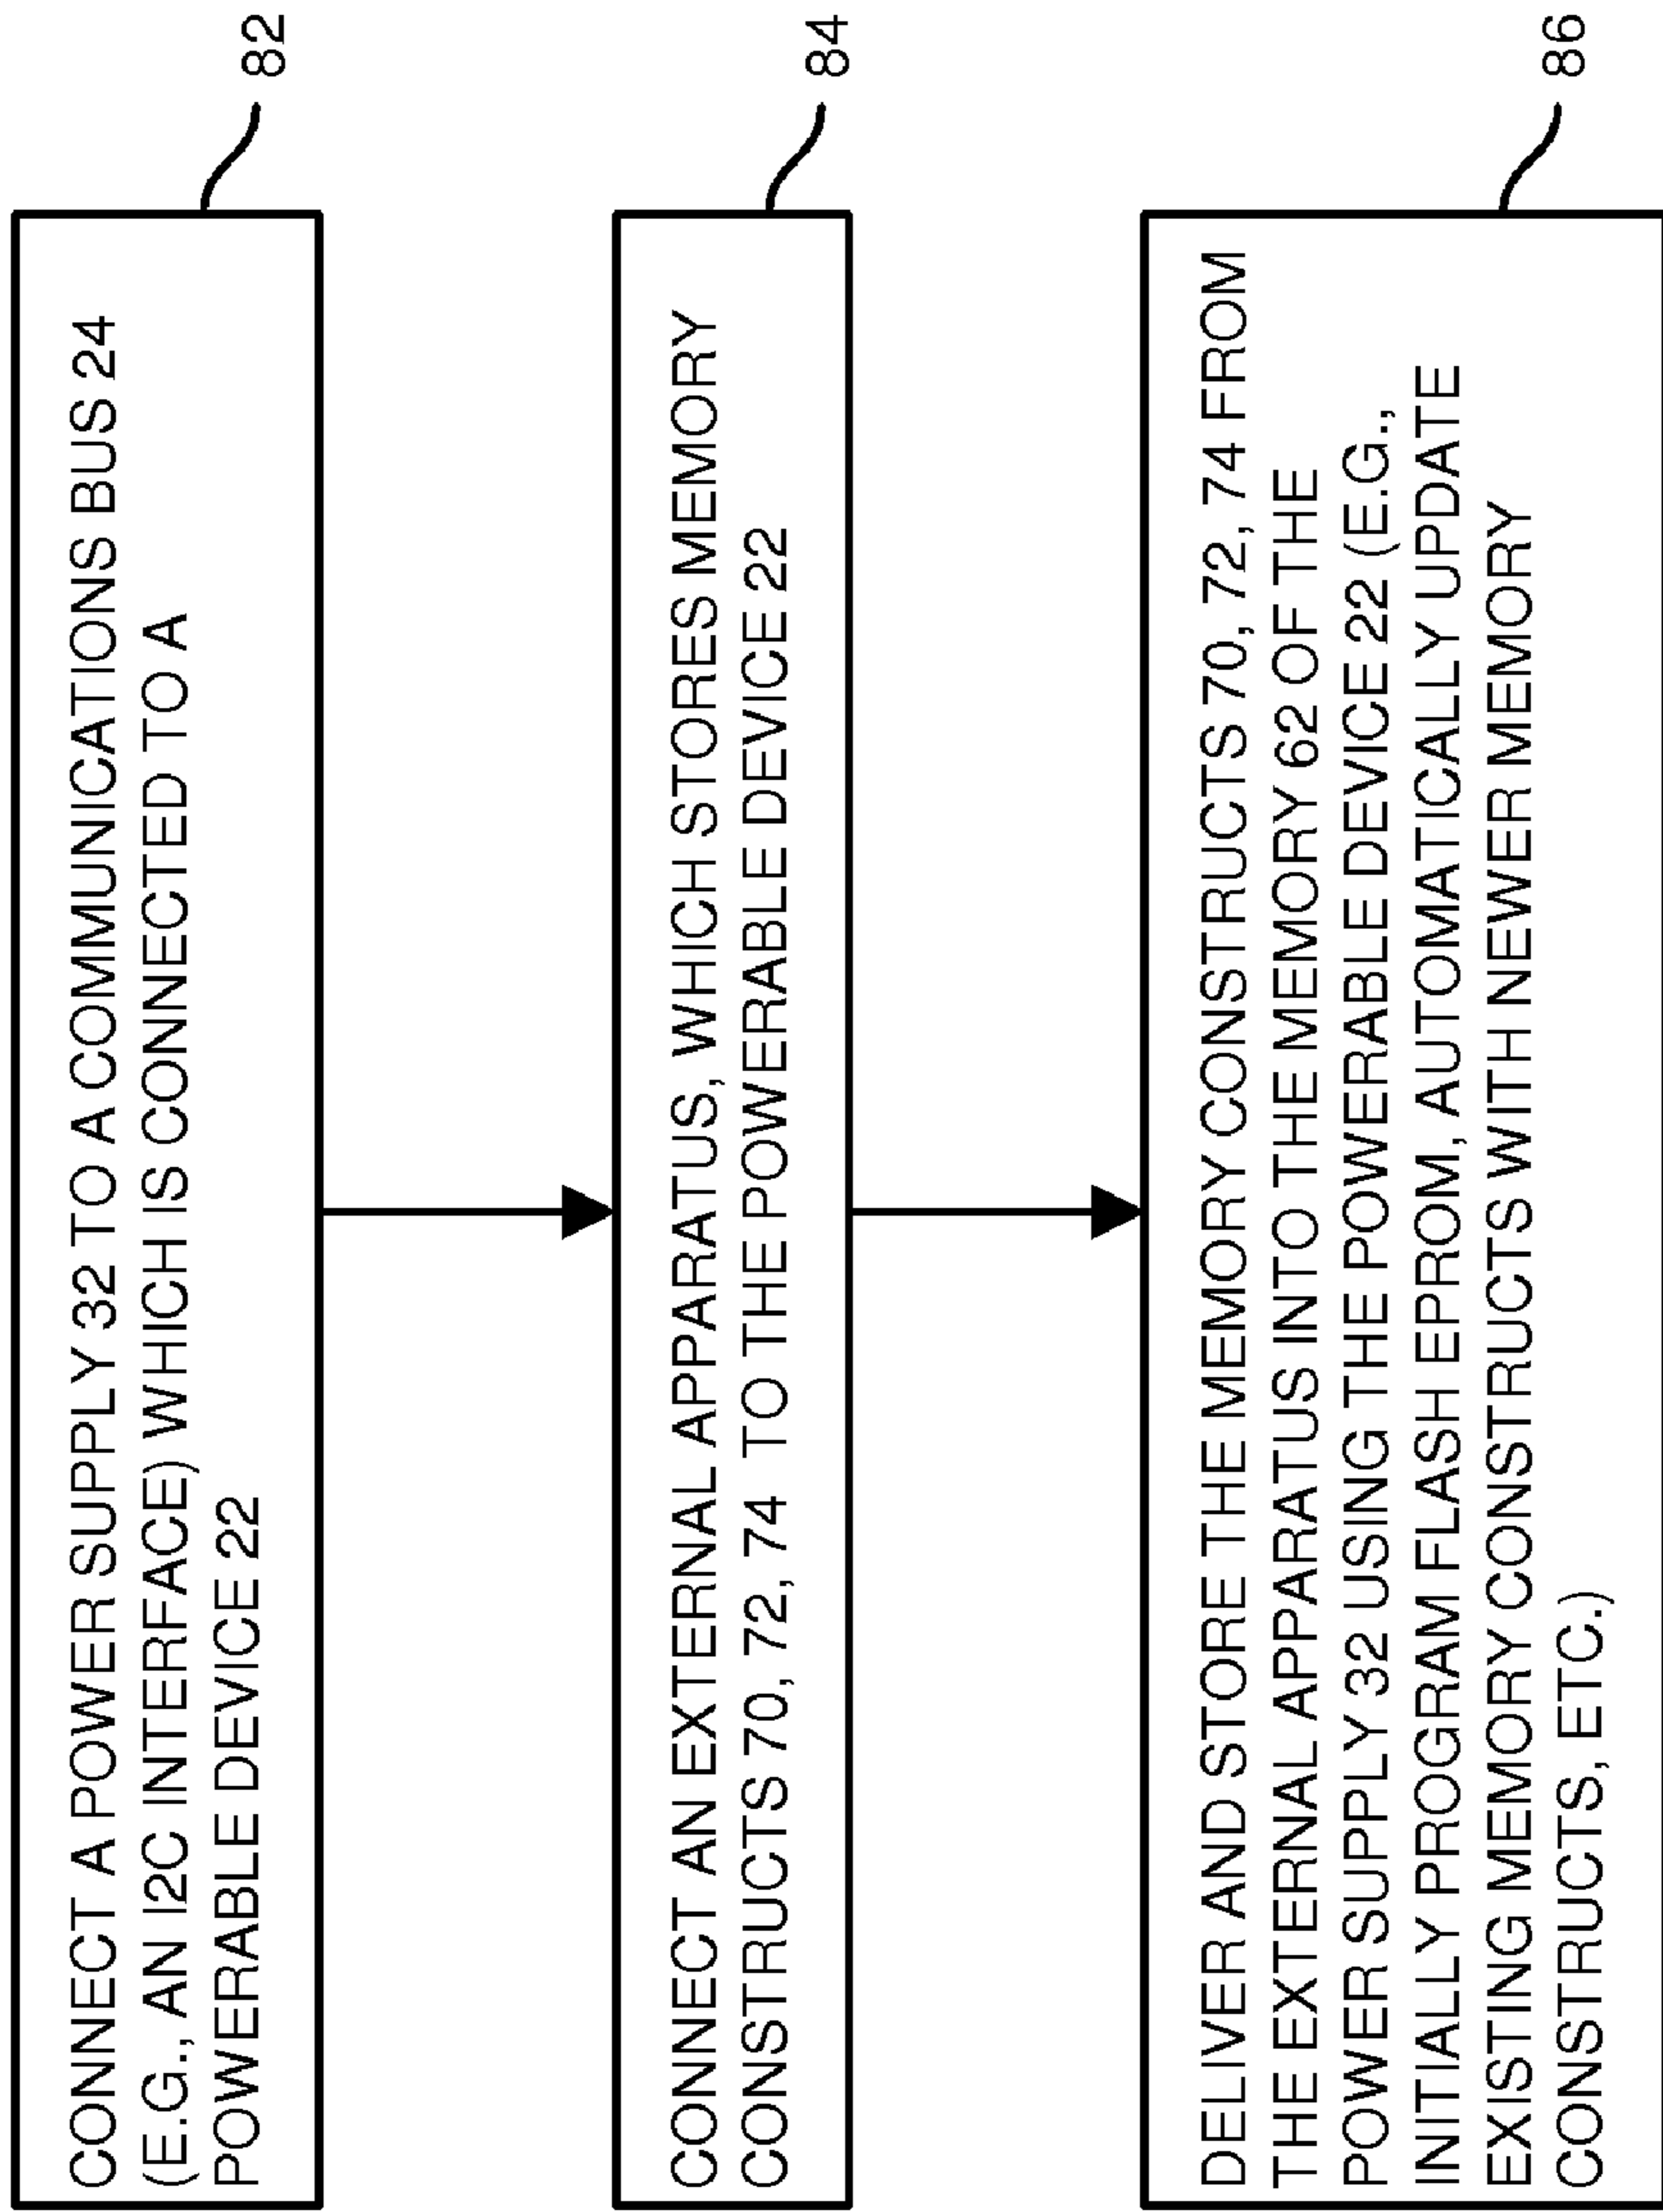 CONNECT A POWER SUPPLY 32 TO A COMMUNICATIONS BUS 24
(E.G., AN I2C INTERFACE) WHICH IS CONNECTED TO A
POWERABLE DEVICE 22
82
CONNECT AN EXTERNAL APPARATUS, WHICH STORES MEMORY
CONSTRUCTS 70, 72, 74 TO THE POWERABLE DEVICE 22
84
DELIVER AND STORE THE MEMORY CONSTRUCTS 70, 72, 74 FROM
THE EXTERNAL APPARATUS INTO THE MEMORY 62 OF THE
POWER SUPPLY 32 USING THE POWERABLE DEVICE 22 (E.G.,
INITIALLY PROGRAM FLASH EPROM, AUTOMATICALLY UPDATE
EXISTING MEMORY CONSTRUCTS WITH NEWER MEMORY
CONSTRUCTS, ETC.)
86